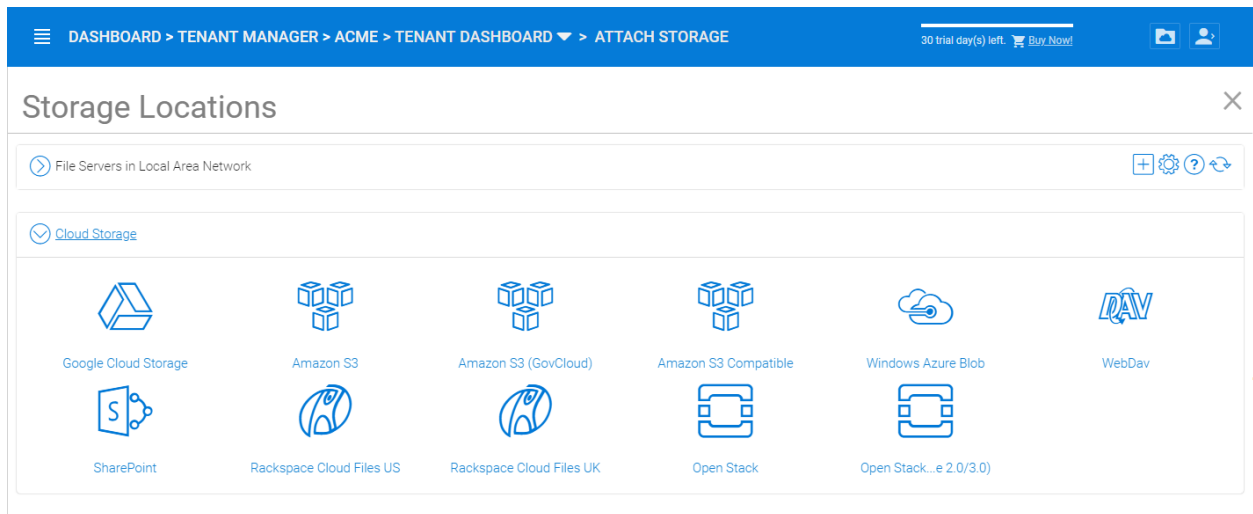 DASHBOARD > TENANT MANAGER > ACME > TENANT DASHBOARD > ATTACH STORAGE
30 trial day(s) left. Buy Now!
Storage Locations
File Servers in Local Area Network
Cloud Storage
DAV
Google Cloud Storage Amazon S3 Amazon S3 (GovCloud) Amazon S3 Compatible Windows Azure Blob WebDav
S
SharePoint Rackspace Cloud Files US Rackspace Cloud Files UK Open Stack Open Stack...e 2.0/3.0)